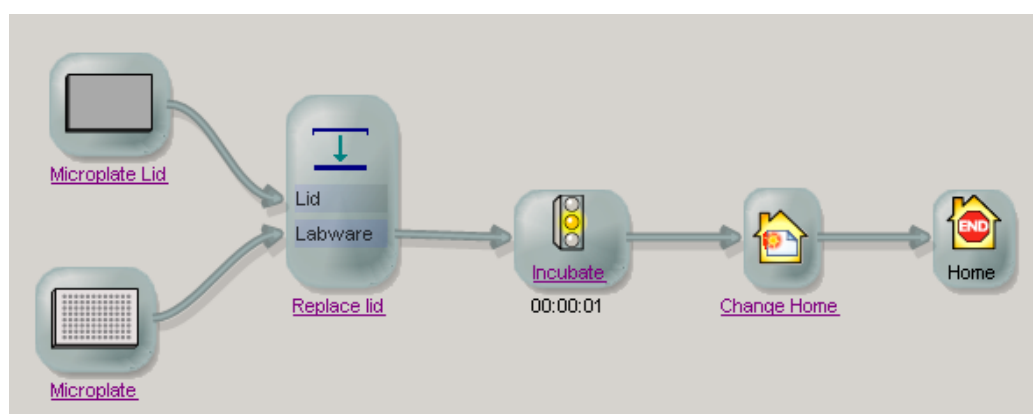 Microplate Lid
Lid
Labware
Replace lid
Microplate
Incubate
00:00:01
Change Home
END
Home